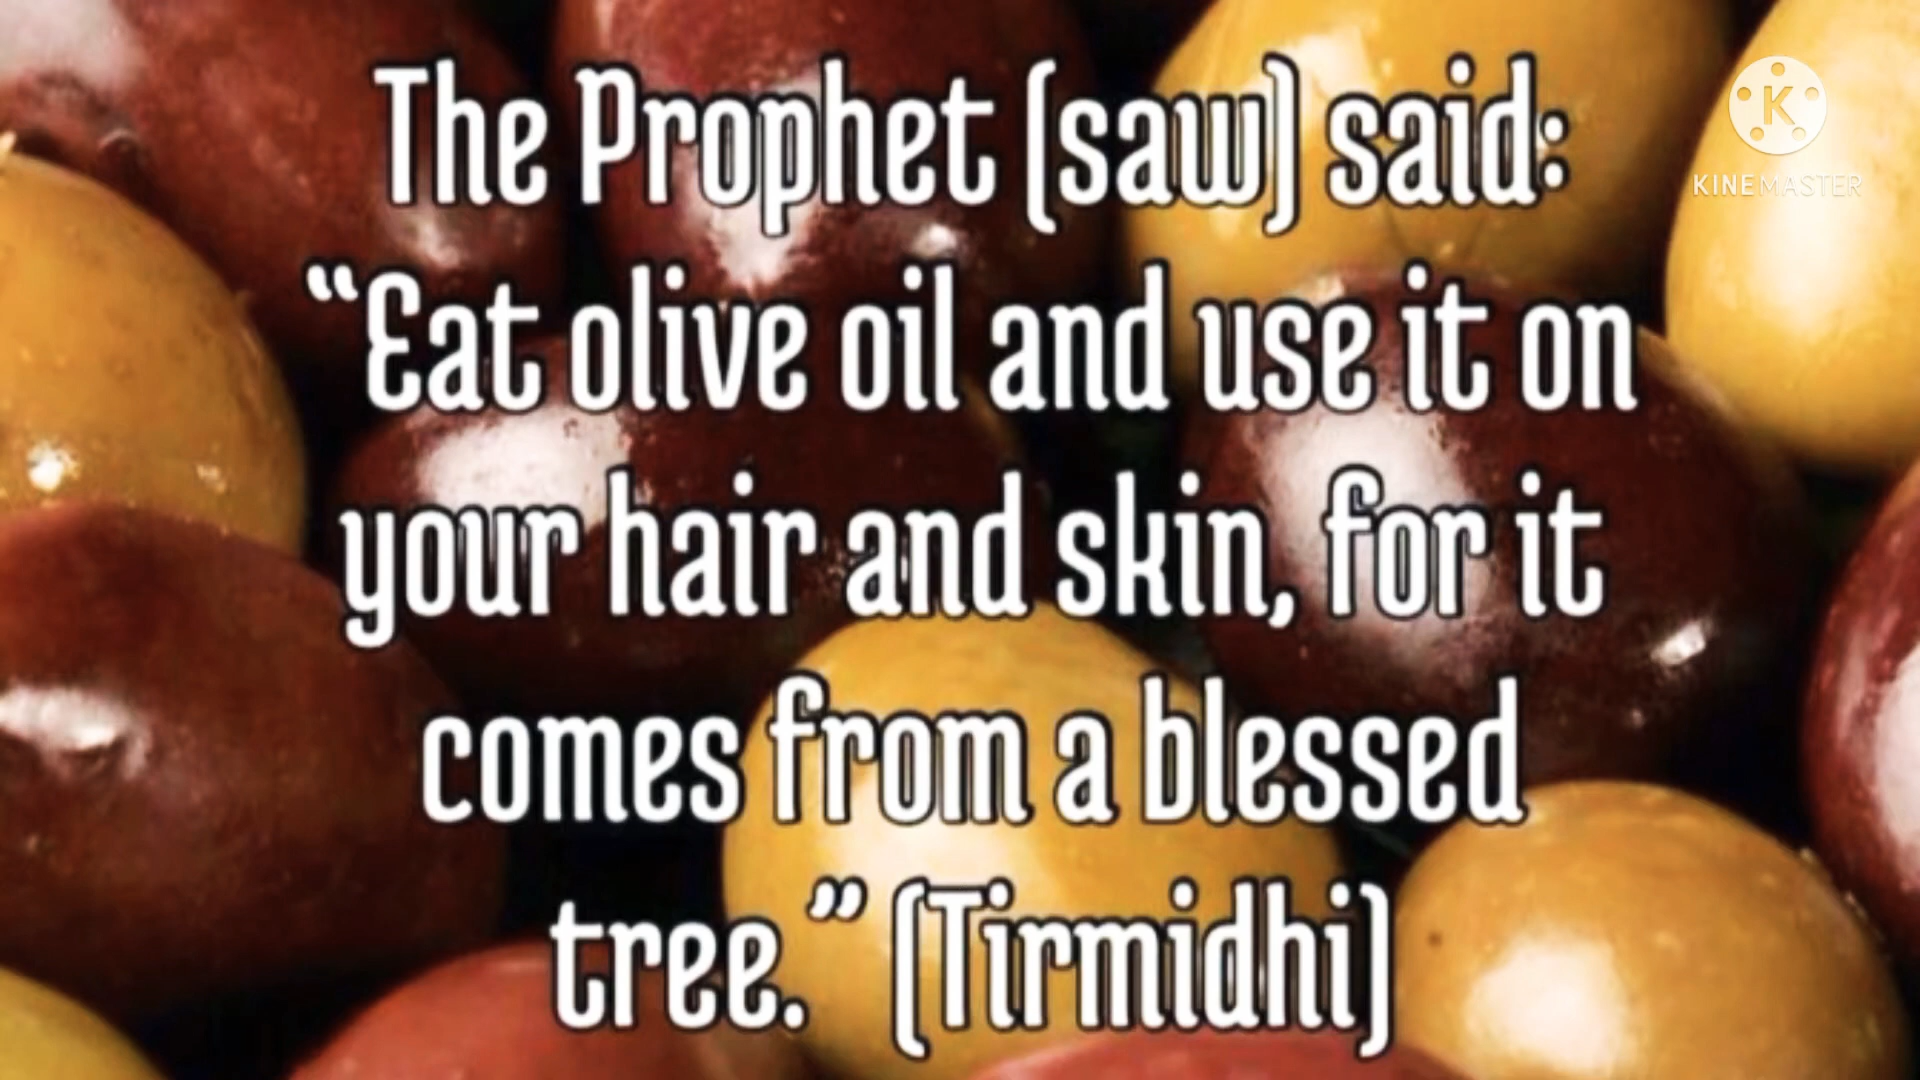 The Prophet (saw) said:
“Eat olive oil and use it on
your hair and skin, for it
comes from a blessed
tree.” (Tirmidhi)
K
KINEMASTER